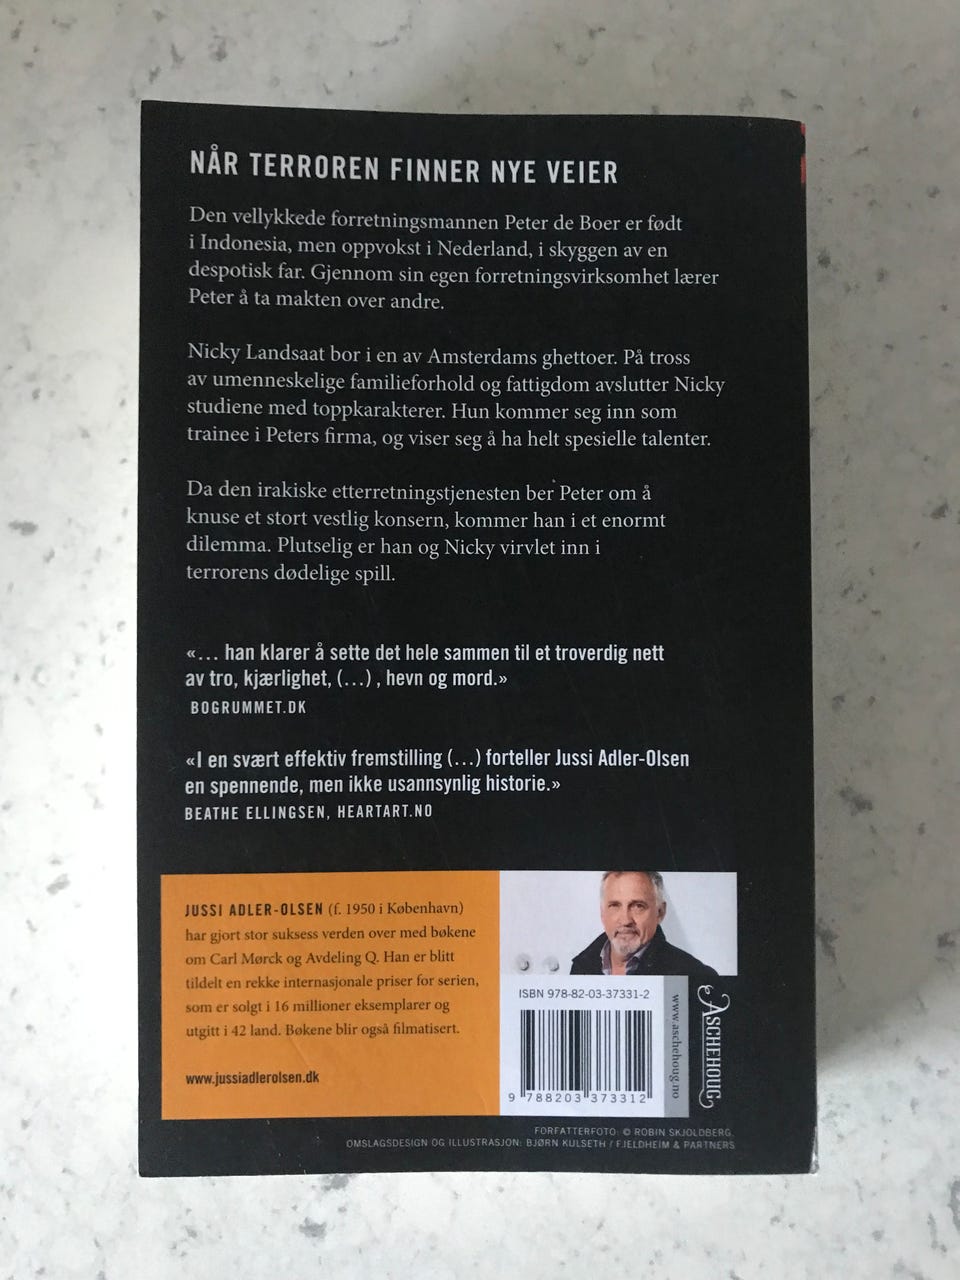 NÅR TERROREN FINNER NYE VEIER
Den vellykkede forretningsmannen Peter de Boer er født
i Indonesia, men oppvokst i Nederland, i skyggen av en
despotisk far. Gjennom sin egen forretningsvirksomhet lærer
Peter å ta makten over andre.
Nicky Landsaat bor i en av Amsterdams ghettoer. På tross
av umenneskelige familieforhold og fattigdom avslutter Nicky
studiene med toppkarakterer. Hun kommer seg inn som
trainee i Peters firma, og viser seg å ha helt spesielle talenter.
Da den irakiske etterretningstjenesten ber Peter om å
knuse et stort vestlig konsern, kommer han i et enormt
dilemma. Plutselig er han og Nicky virvlet inn i
terrorens dødelige spill.
«... han klarer å sette det hele sammen til et troverdig nett
av tro, kjærlighet, (...) , hevn og mord.»
BOGRUMMET.DK
«I en svært effektiv fremstilling (...) forteller Jussi Adler-Olsen
en spennende, men ikke usannsynlig historie.»
BEATHE ELLINGSEN, HEARTART.NO
JUSSI ADLER-OLSEN (f. 1950 i København)
har gjort stor suksess verden over med bøkene
om Carl Mørck og Avdeling Q. Han er blitt
tildelt en rekke internasjonale priser for serien,
som er solgt i 16 millioner eksemplarer og
utgitt i 42 land. Bøkene blir også filmatisert.
www.jussiadlerolsen.dk
ISBN 978-82-03-37331-2
9 788203 373312
www.aschehoug.no
ASCHEHOUG
FORFATTERFOTO: © ROBIN SKJOLDBERG.
OMSLAGSDESIGN OG ILLUSTRASJON: BJØRN KULSETH / FJELDHEIM & PARTNERS